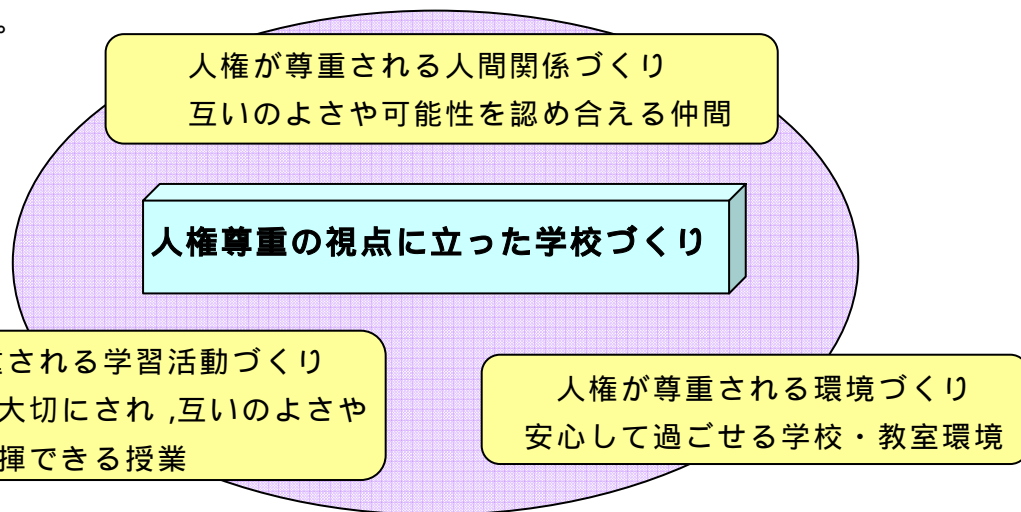 。
人権が尊重される人間関係づくり
互いのよさや可能性を認め合える仲間
人権尊重の視点に立った学校づくり
される学習活動づくり
大切にされ,互いのよさや
揮できる授業
人権が尊重される環境づくり
安心して過ごせる学校・教室環境